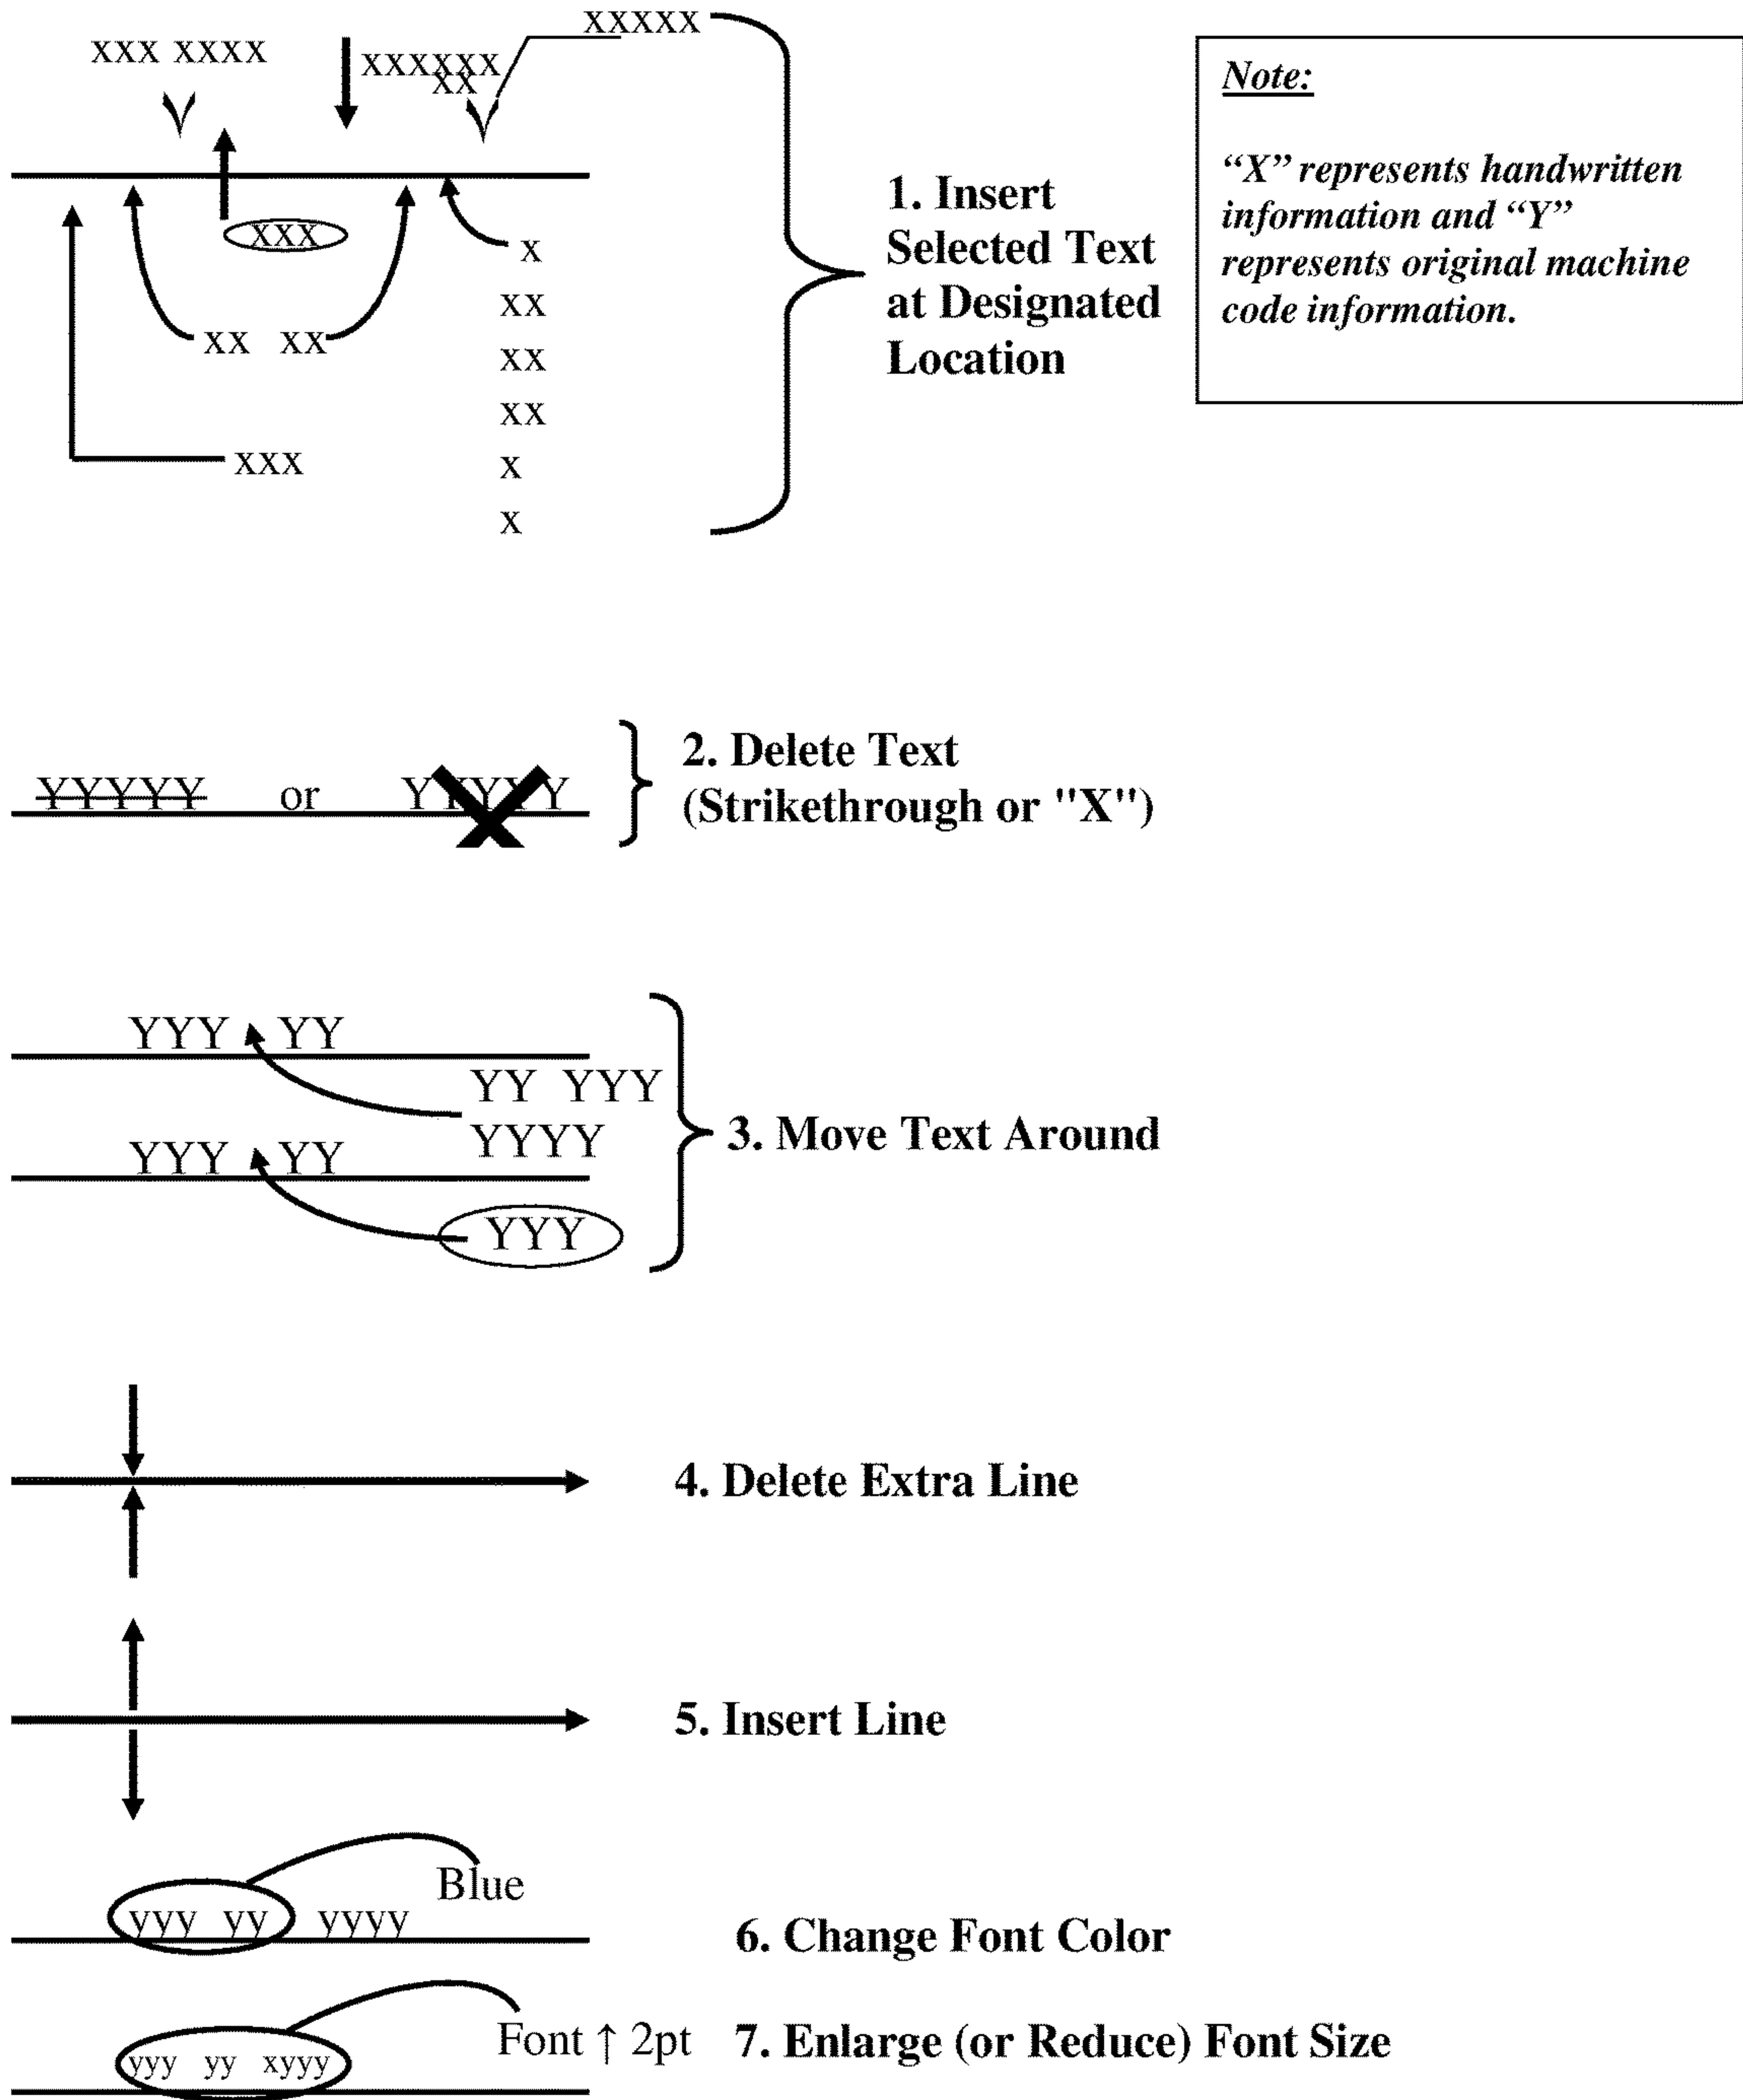 xxxxx
xxx xxxx
xxxxxx
xx
xxx
x
xx
xx xx
xx
xx
xxx
x
x
1. Insert
Selected Text
at Designated
Location
Note:
“X” represents handwritten
information and “Y”
represents original machine
code information.
YYYYY or YYYYY
2. Delete Text
(Strikethrough or "X")
YYY YY
YY YYY
YYYY
YYY YY
YYY
3. Move Text Around
4. Delete Extra Line
5. Insert Line
Blue
yyy yy yyyy
6. Change Font Color
Font ↑ 2pt
yyy yy xyyy
7. Enlarge (or Reduce) Font Size